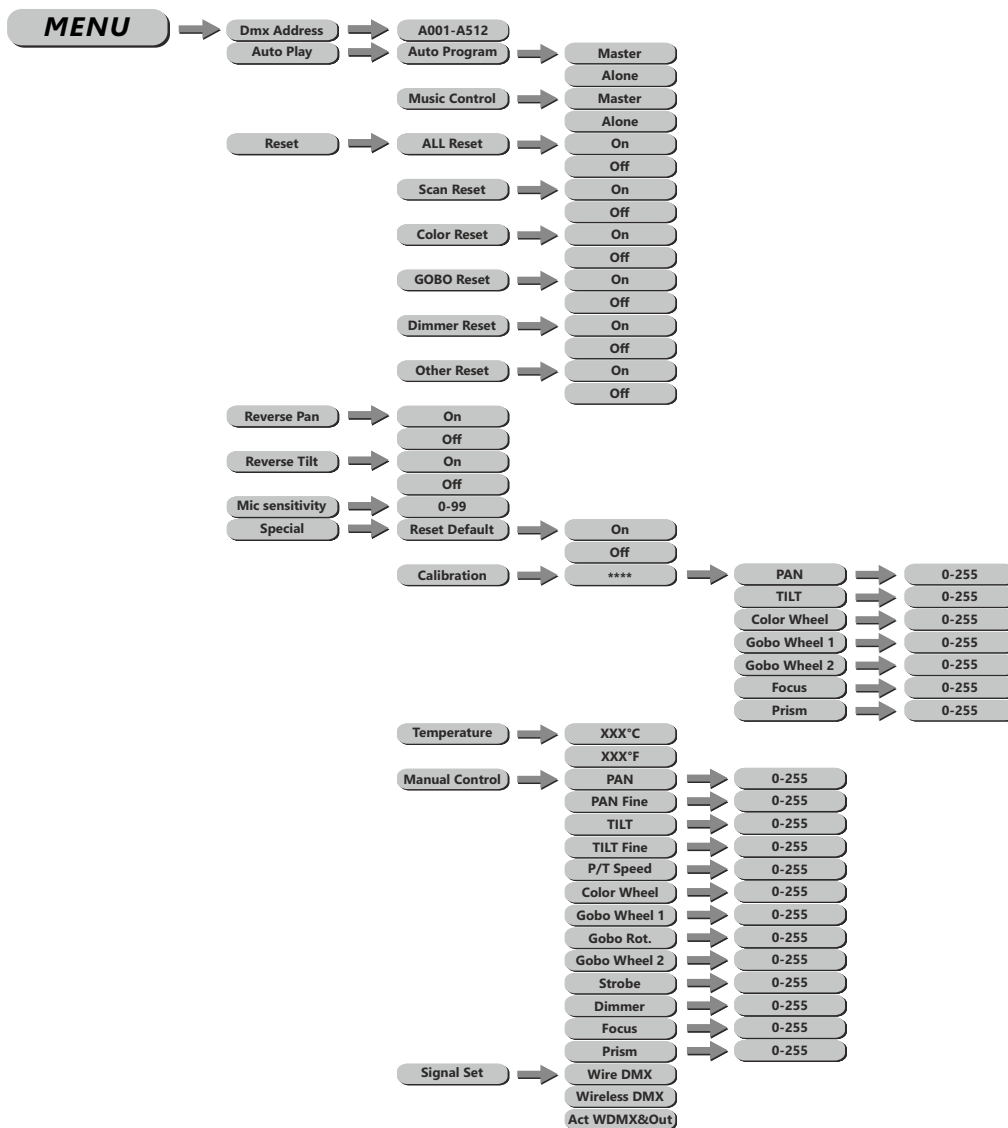 MENU Dmx Address A001-A512
Auto Play Auto Program Master
Alone
Music Control Master
Alone
Reset ALL Reset On
Off
Scan Reset On
Off
Color Reset On
Off
GOBO Reset On
Off
Dimmer Reset On
Off
Other Reset On
Off
Reverse Pan On
Off
Reverse Tilt On
Off
Mic sensitivity 0-99
Special Reset Default On
Off
Calibration **** PAN 0-255
TILT 0-255
Color Wheel 0-255
Gobo Wheel 1 0-255
Gobo Wheel 2 0-255
Focus 0-255
Prism 0-255
Temperature XXX°C
XXX°F
Manual Control PAN 0-255
PAN Fine 0-255
TILT 0-255
TILT Fine 0-255
P/T Speed 0-255
Color Wheel 0-255
Gobo Wheel 1 0-255
Gobo Rot. 0-255
Gobo Wheel 2 0-255
Strobe 0-255
Dimmer 0-255
Focus 0-255
Prism 0-255
Signal Set Wire DMX
Wireless DMX
Act WDMX&Out